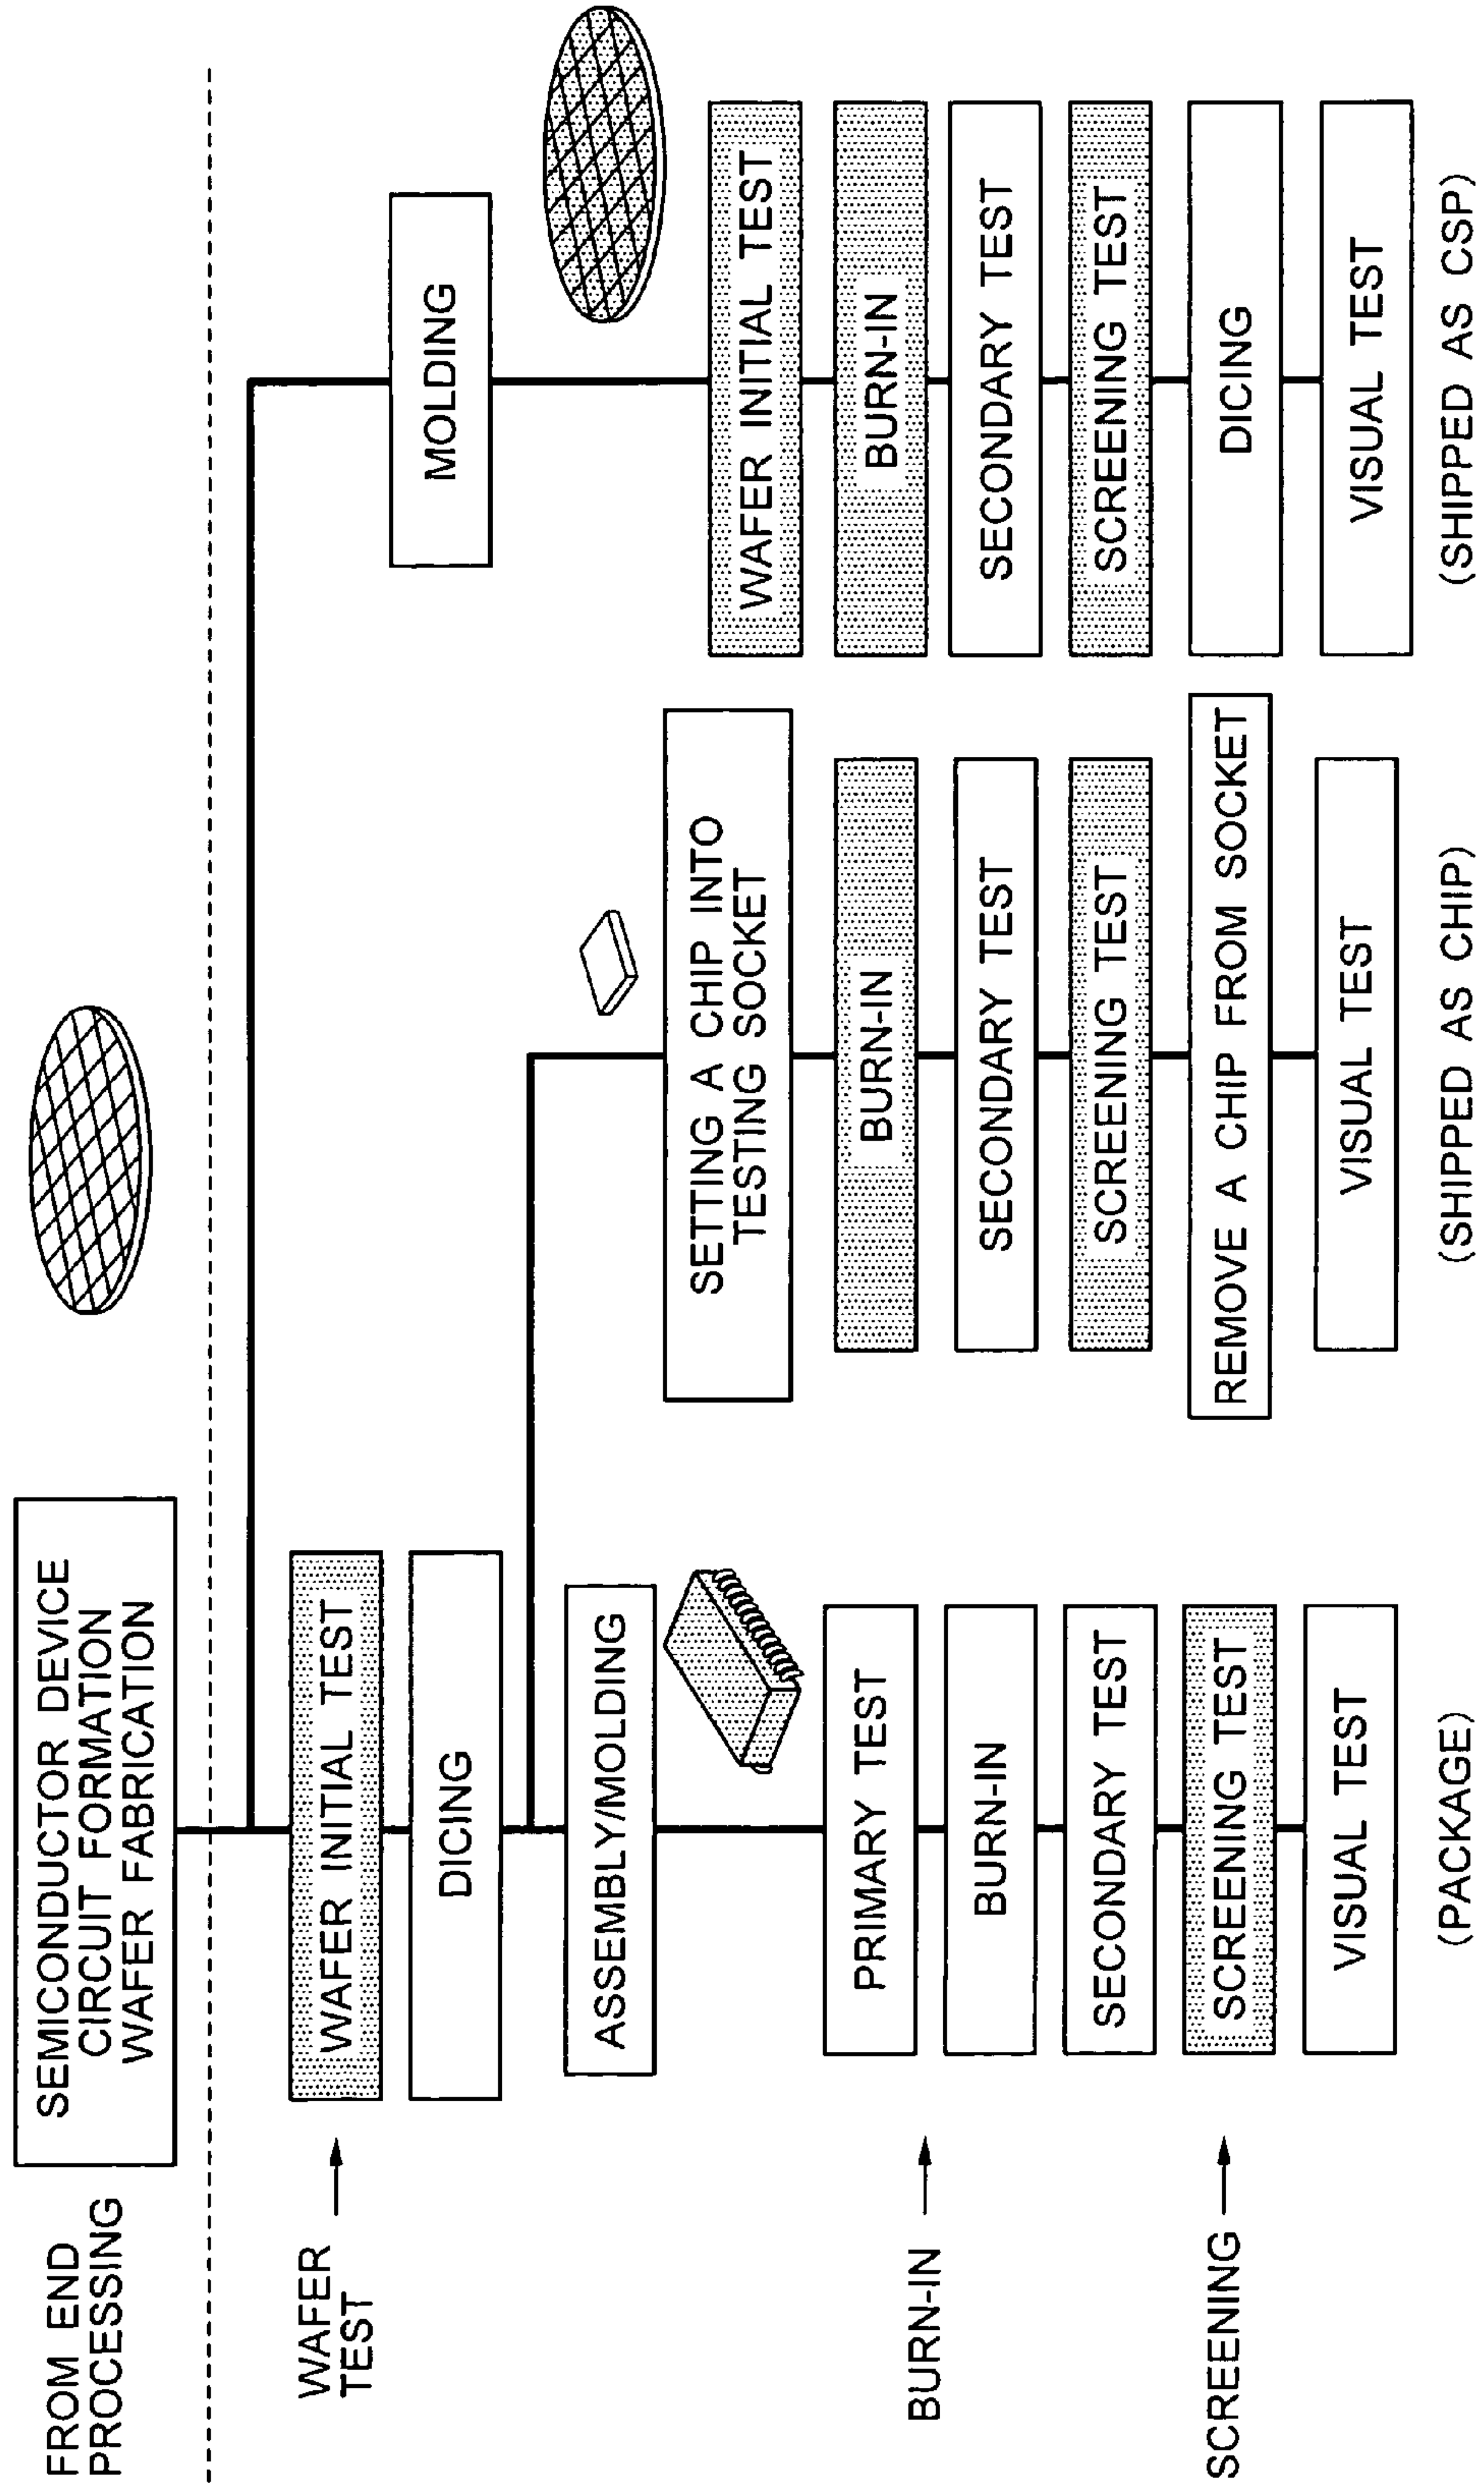 FROM END
PROCESSING
SEMICONDUCTOR DEVICE
CIRCUIT FORMATION
WAFER FABRICATION
WAFER
TEST
WAFER INITIAL TEST
DICING
ASSEMBLY/MOLDING
BURN-IN
PRIMARY TEST
BURN-IN
SECONDARY TEST
SCREENING
SCREENING TEST
VISUAL TEST
(PACKAGE)
SETTING A CHIP INTO
TESTING SOCKET
BURN-IN
SECONDARY TEST
SCREENING TEST
REMOVE A CHIP FROM SOCKET
VISUAL TEST
(SHIPPED AS CHIP)
MOLDING
WAFER INITIAL TEST
BURN-IN
SECONDARY TEST
SCREENING TEST
DICING
VISUAL TEST
(SHIPPED AS CSP)